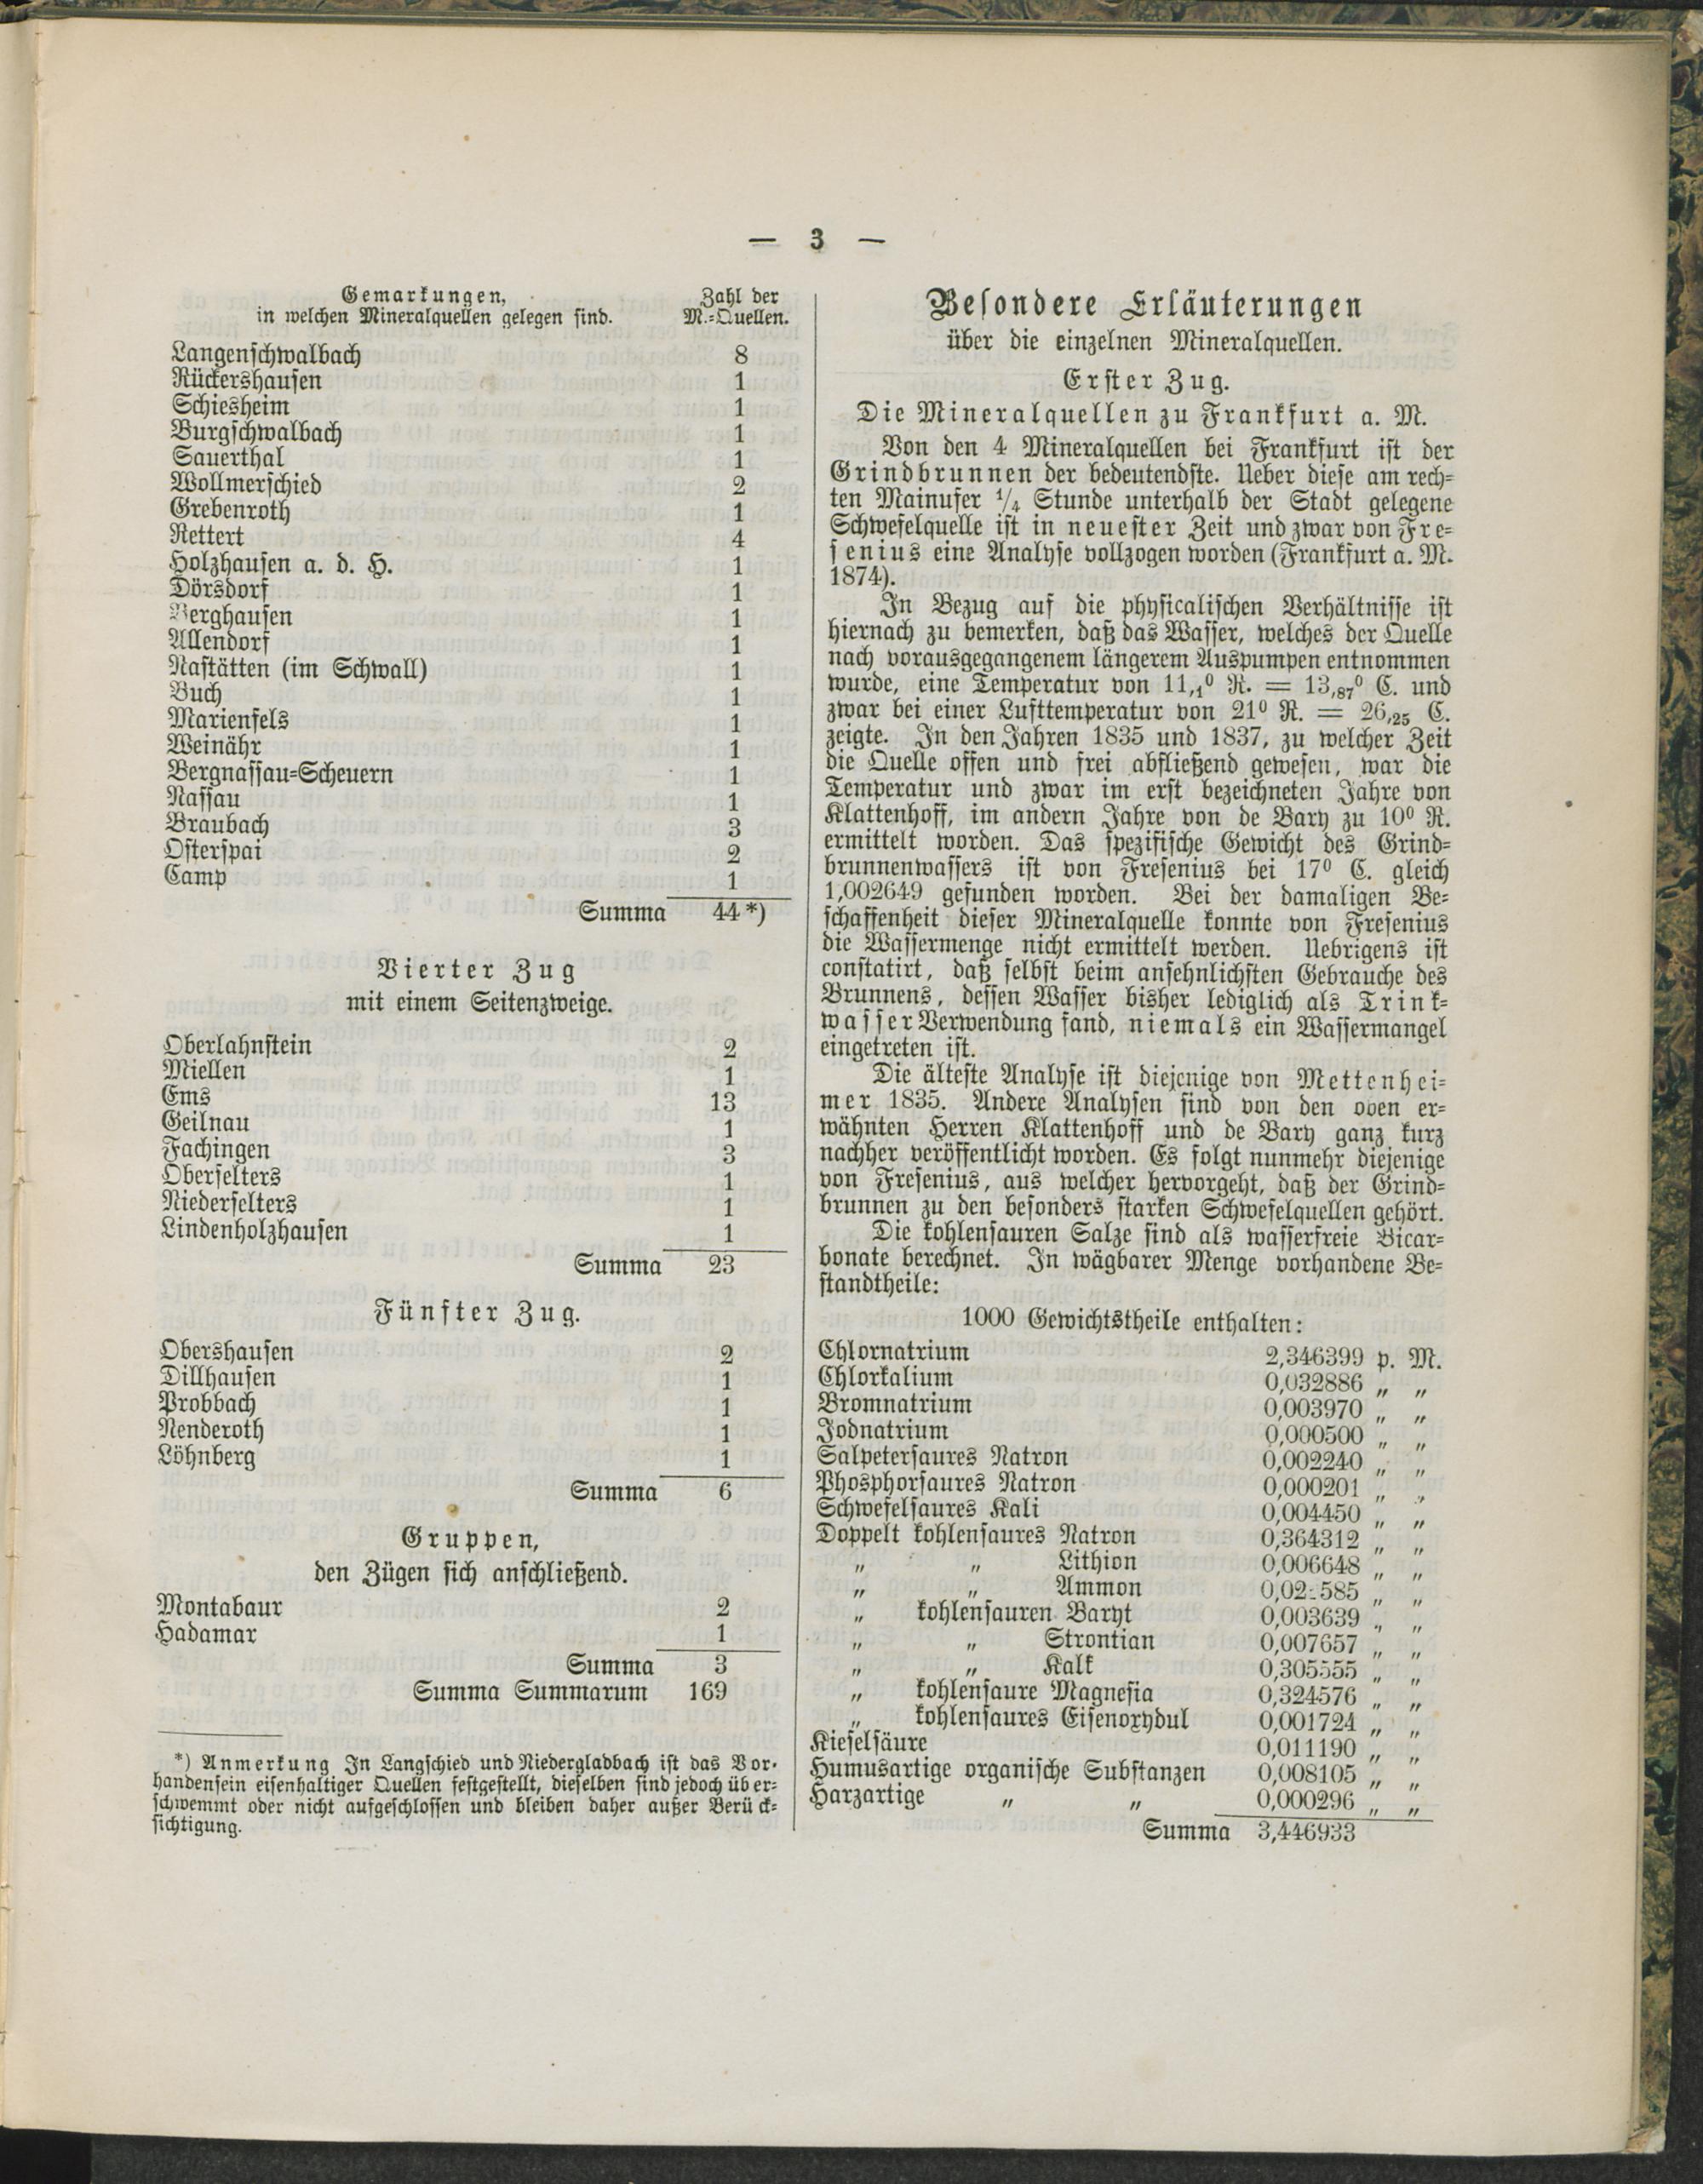 — 3 —
Gemarkungen, Zahl der
in welchen Mineralquellen gelegen sind. M.-Quellen.
Langenschwalbach 8
Rückershausen 1
Schiesheim 1
Burgschwalbach 1
Sauerthal 1
Wollmerschied 2
Grebenroth 1
Rettert 4
Holzhausen a. d. H. 1
Dörsdorf 1
Berghausen 1
Allendorf 1
Nastätten (im Schwall) 1
Buch 1
Marienfels 1
Weinähr 1
Bergnassau-Scheuern 1
Nassau 1
Braubach 3
Osterspai 2
Camp 1
Summa 44 *)
Vierter Zug
mit einem Seitenzweige.
Oberlahnstein 2
Miellen 1
Ems 13
Geilnau 1
Fachingen 3
Oberselters 1
Niederselters 1
Lindenholzhausen 1
Summa 23
Fünfter Zug.
Obershausen 2
Dillhausen 1
Probbach 1
Nenderoth 1
Löhnberg 1
Summa 6
Gruppen,
den Zügen sich anschließend.
Montabaur 2
Hadamar 1
Summa 3
Summa Summarum 169
*) Anmerkung In Langschied und Niedergladbach ist das Vor-
handensein eisenhaltiger Quellen festgestellt, dieselben sind jedoch über-
schwemmt oder nicht aufgeschlossen und bleiben daher außer Berück-
sichtigung.
Besondere Erläuterungen
über die einzelnen Mineralquellen.
Erster Zug.
Die Mineralquellen zu Frankfurt a. M.
Von den 4 Mineralquellen bei Frankfurt ist der
Grindbrunnen der bedeutendste. Ueber diese am rech-
ten Mainufer 1/4 Stunde unterhalb der Stadt gelegene
Schwefelquelle ist in neuester Zeit und zwar von Fre-
senius eine Analyse vollzogen worden (Frankfurt a. M.
1874).
In Bezug auf die physicalischen Verhältnisse ist
hiernach zu bemerken, daß das Wasser, welches der Quelle
nach vorausgegangenem längerem Auspumpen entnommen
wurde, eine Temperatur von 11,1⁰ R. = 13,87⁰ C. und
zwar bei einer Lufttemperatur von 21⁰ R. = 26,25 C.
zeigte. In den Jahren 1835 und 1837, zu welcher Zeit
die Quelle offen und frei abfließend gewesen, war die
Temperatur und zwar im erst bezeichneten Jahre von
Klattenhoff, im andern Jahre von de Bary zu 10⁰ R.
ermittelt worden. Das spezifische Gewicht des Grind-
brunnenwassers ist von Fresenius bei 17⁰ C. gleich
1,002649 gefunden worden. Bei der damaligen Be-
schaffenheit dieser Mineralquelle konnte von Fresenius
die Wassermenge nicht ermittelt werden. Uebrigens ist
constatirt, daß selbst beim ansehnlichsten Gebrauche des
Brunnens, dessen Wasser bisher lediglich als Trink-
wasser Verwendung fand, niemals ein Wassermangel
eingetreten ist.
Die älteste Analyse ist diejenige von Mettenhei-
mer 1835. Andere Analysen sind von den oben er-
wähnten Herren Klattenhoff und de Bary ganz kurz
nachher veröffentlicht worden. Es folgt nunmehr diejenige
von Fresenius, aus welcher hervorgeht, daß der Grind-
brunnen zu den besonders starken Schwefelquellen gehört.
Die kohlensauren Salze sind als wasserfreie Bicar-
bonate berechnet. In wägbarer Menge vorhandene Be-
standtheile:
1000 Gewichtstheile enthalten:
Chlornatrium 2,346399 p. M.
Chlorkalium 0,032886 „ „
Bromnatrium 0,003970 „ „
Jodnatrium 0,000500 „ „
Salpetersaures Natron 0,002240 „ „
Phosphorsaures Natron 0,000201 „ „
Schwefelsaures Kali 0,004450 „ „
Doppelt kohlensaures Natron 0,364312 „ „
„ „ Lithion 0,006648 „ „
„ „ Ammon „ „
„ kohlensauren Baryt 0,003639 „ „
„ „ Strontian 0,007657 „ „
„ „ Kalk 0,305555 „ „
„ kohlensaure Magnesia 0,324576 „ „
„ kohlensaures Eisenoxydul 0,001724 „ „
Kieselsäure 0,011190 „ „
Humusartige organische Substanzen 0,008105 „ „
Harzartige „ „ 0,000296 „ „
Summa 3,446933